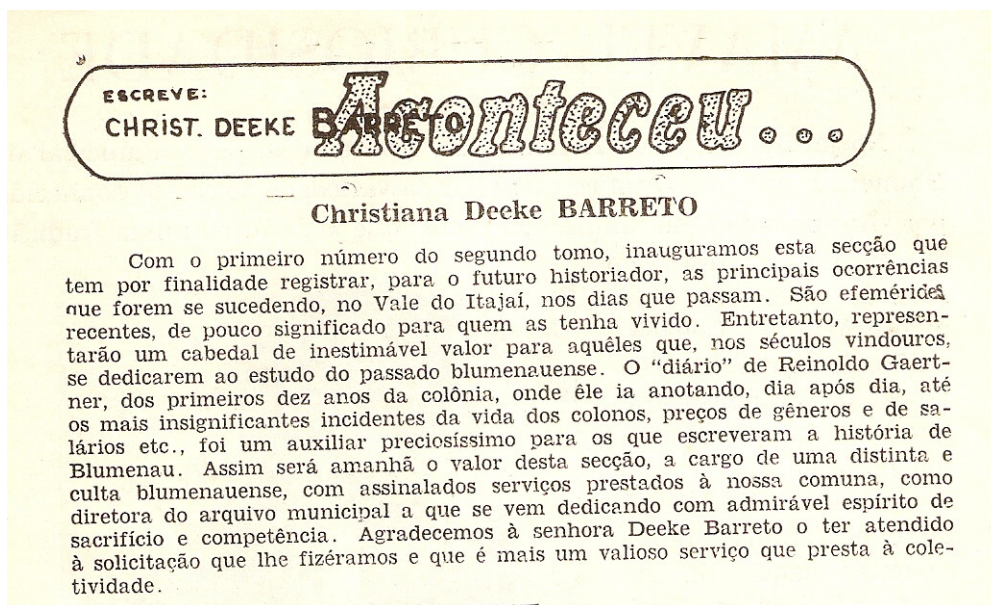 ESCREVE:
CHRIST. DEEKE BARRETO
Aconteceu...
Christiana Deeke BARRETO
Com o primeiro número do segundo tomo, inauguramos esta secção que
tem por finalidade registrar, para o futuro historiador, as principais ocorrências
que forem se sucedendo, no Vale do Itajaí, nos dias que passam. São efemérides
recentes, de pouco significado para quem as tenha vivido. Entretanto, represen-
tarão um cabedal de inestimável valor para aquêles que, nos séculos vindouros,
se dedicarem ao estudo do passado blumenauense. O “diário” de Reinoldo Gaert-
ner, dos primeiros dez anos da colônia, onde êle ia anotando, dia após dia, até
os mais insignificantes incidentes da vida dos colonos, preços de gêneros e de sa-
lários etc., foi um auxiliar preciosíssimo para os que escreveram a história de
Blumenau. Assim será amanhã o valor desta secção, a cargo de uma distinta e
culta blumenauense, com assinalados serviços prestados à nossa comuna, como
diretora do arquivo municipal a que se vem dedicando com admirável espírito de
sacrifício e competência. Agradecemos à senhora Deeke Barreto o ter atendido
à solicitação que lhe fizéramos e que é mais um valioso serviço que presta à cole-
tividade.